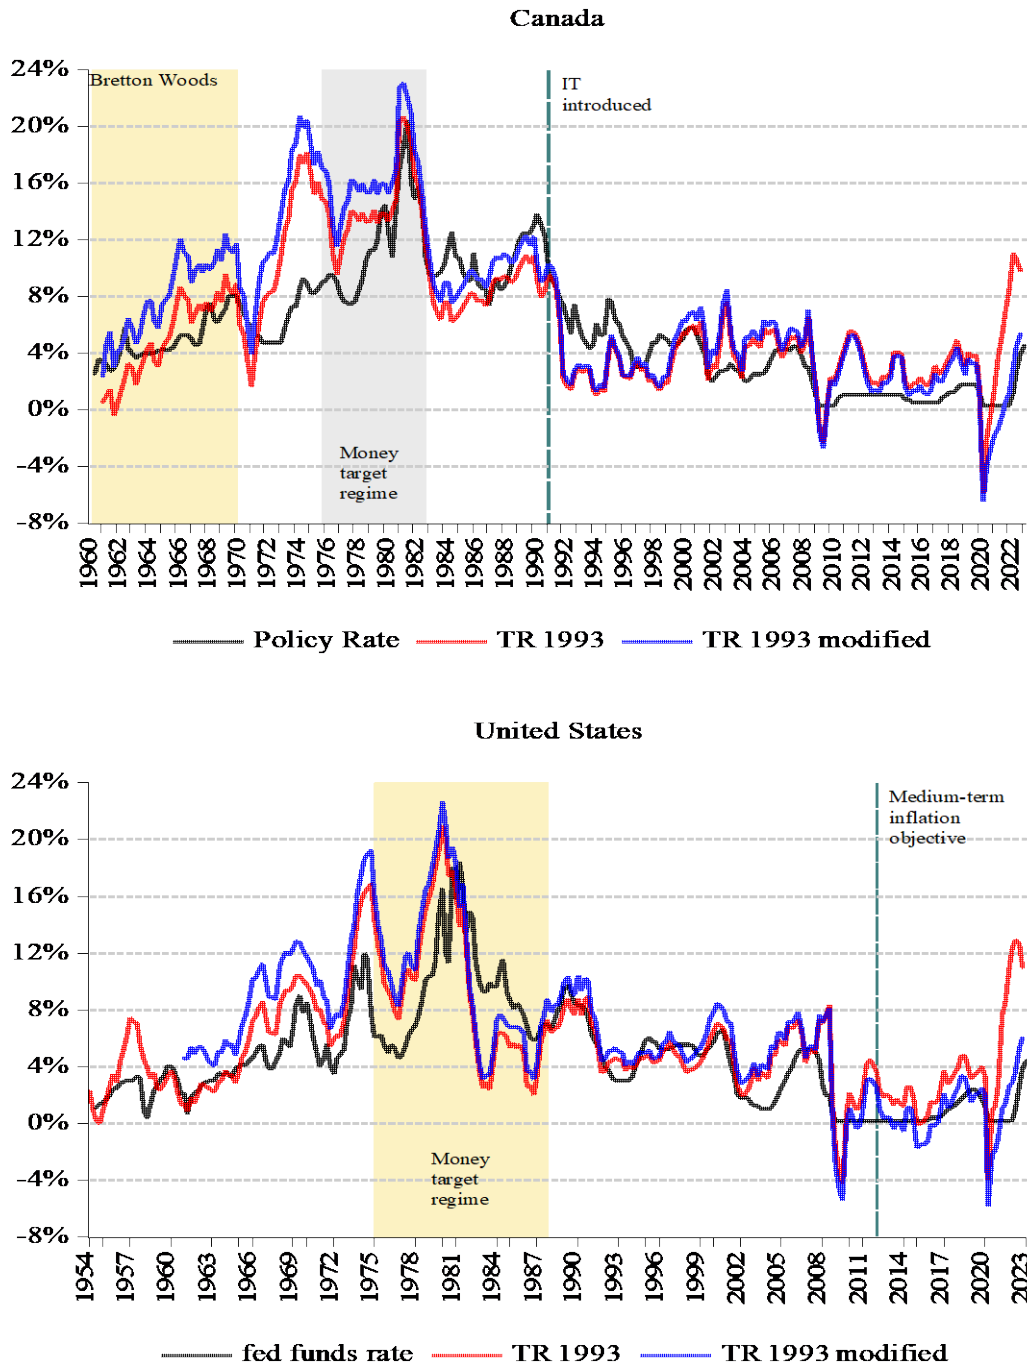 Canada
24%
Bretton Woods
IT
introduced
20%
16%
12%
8%
4%
0%
Money
target
regime
-4%
-8%
1960 1962 1964 1966 1968 1970 1972 1974 1976 1978 1980 1982 1984 1986 1988 1990 1992 1994 1996 1998 2000 2002 2004 2006 2008 2010 2012 2014 2016 2018 2020 2022
Policy Rate TR 1993 TR 1993 modified
United States
24%
Medium-term
inflation
objective
20%
16%
12%
8%
4%
0%
Money
target
regime
-4%
-8%
1954 1957 1960 1963 1966 1969 1972 1975 1978 1981 1984 1987 1990 1993 1996 1999 2002 2005 2008 2011 2014 2017 2020 2023
fed funds rate TR 1993 TR 1993 modified